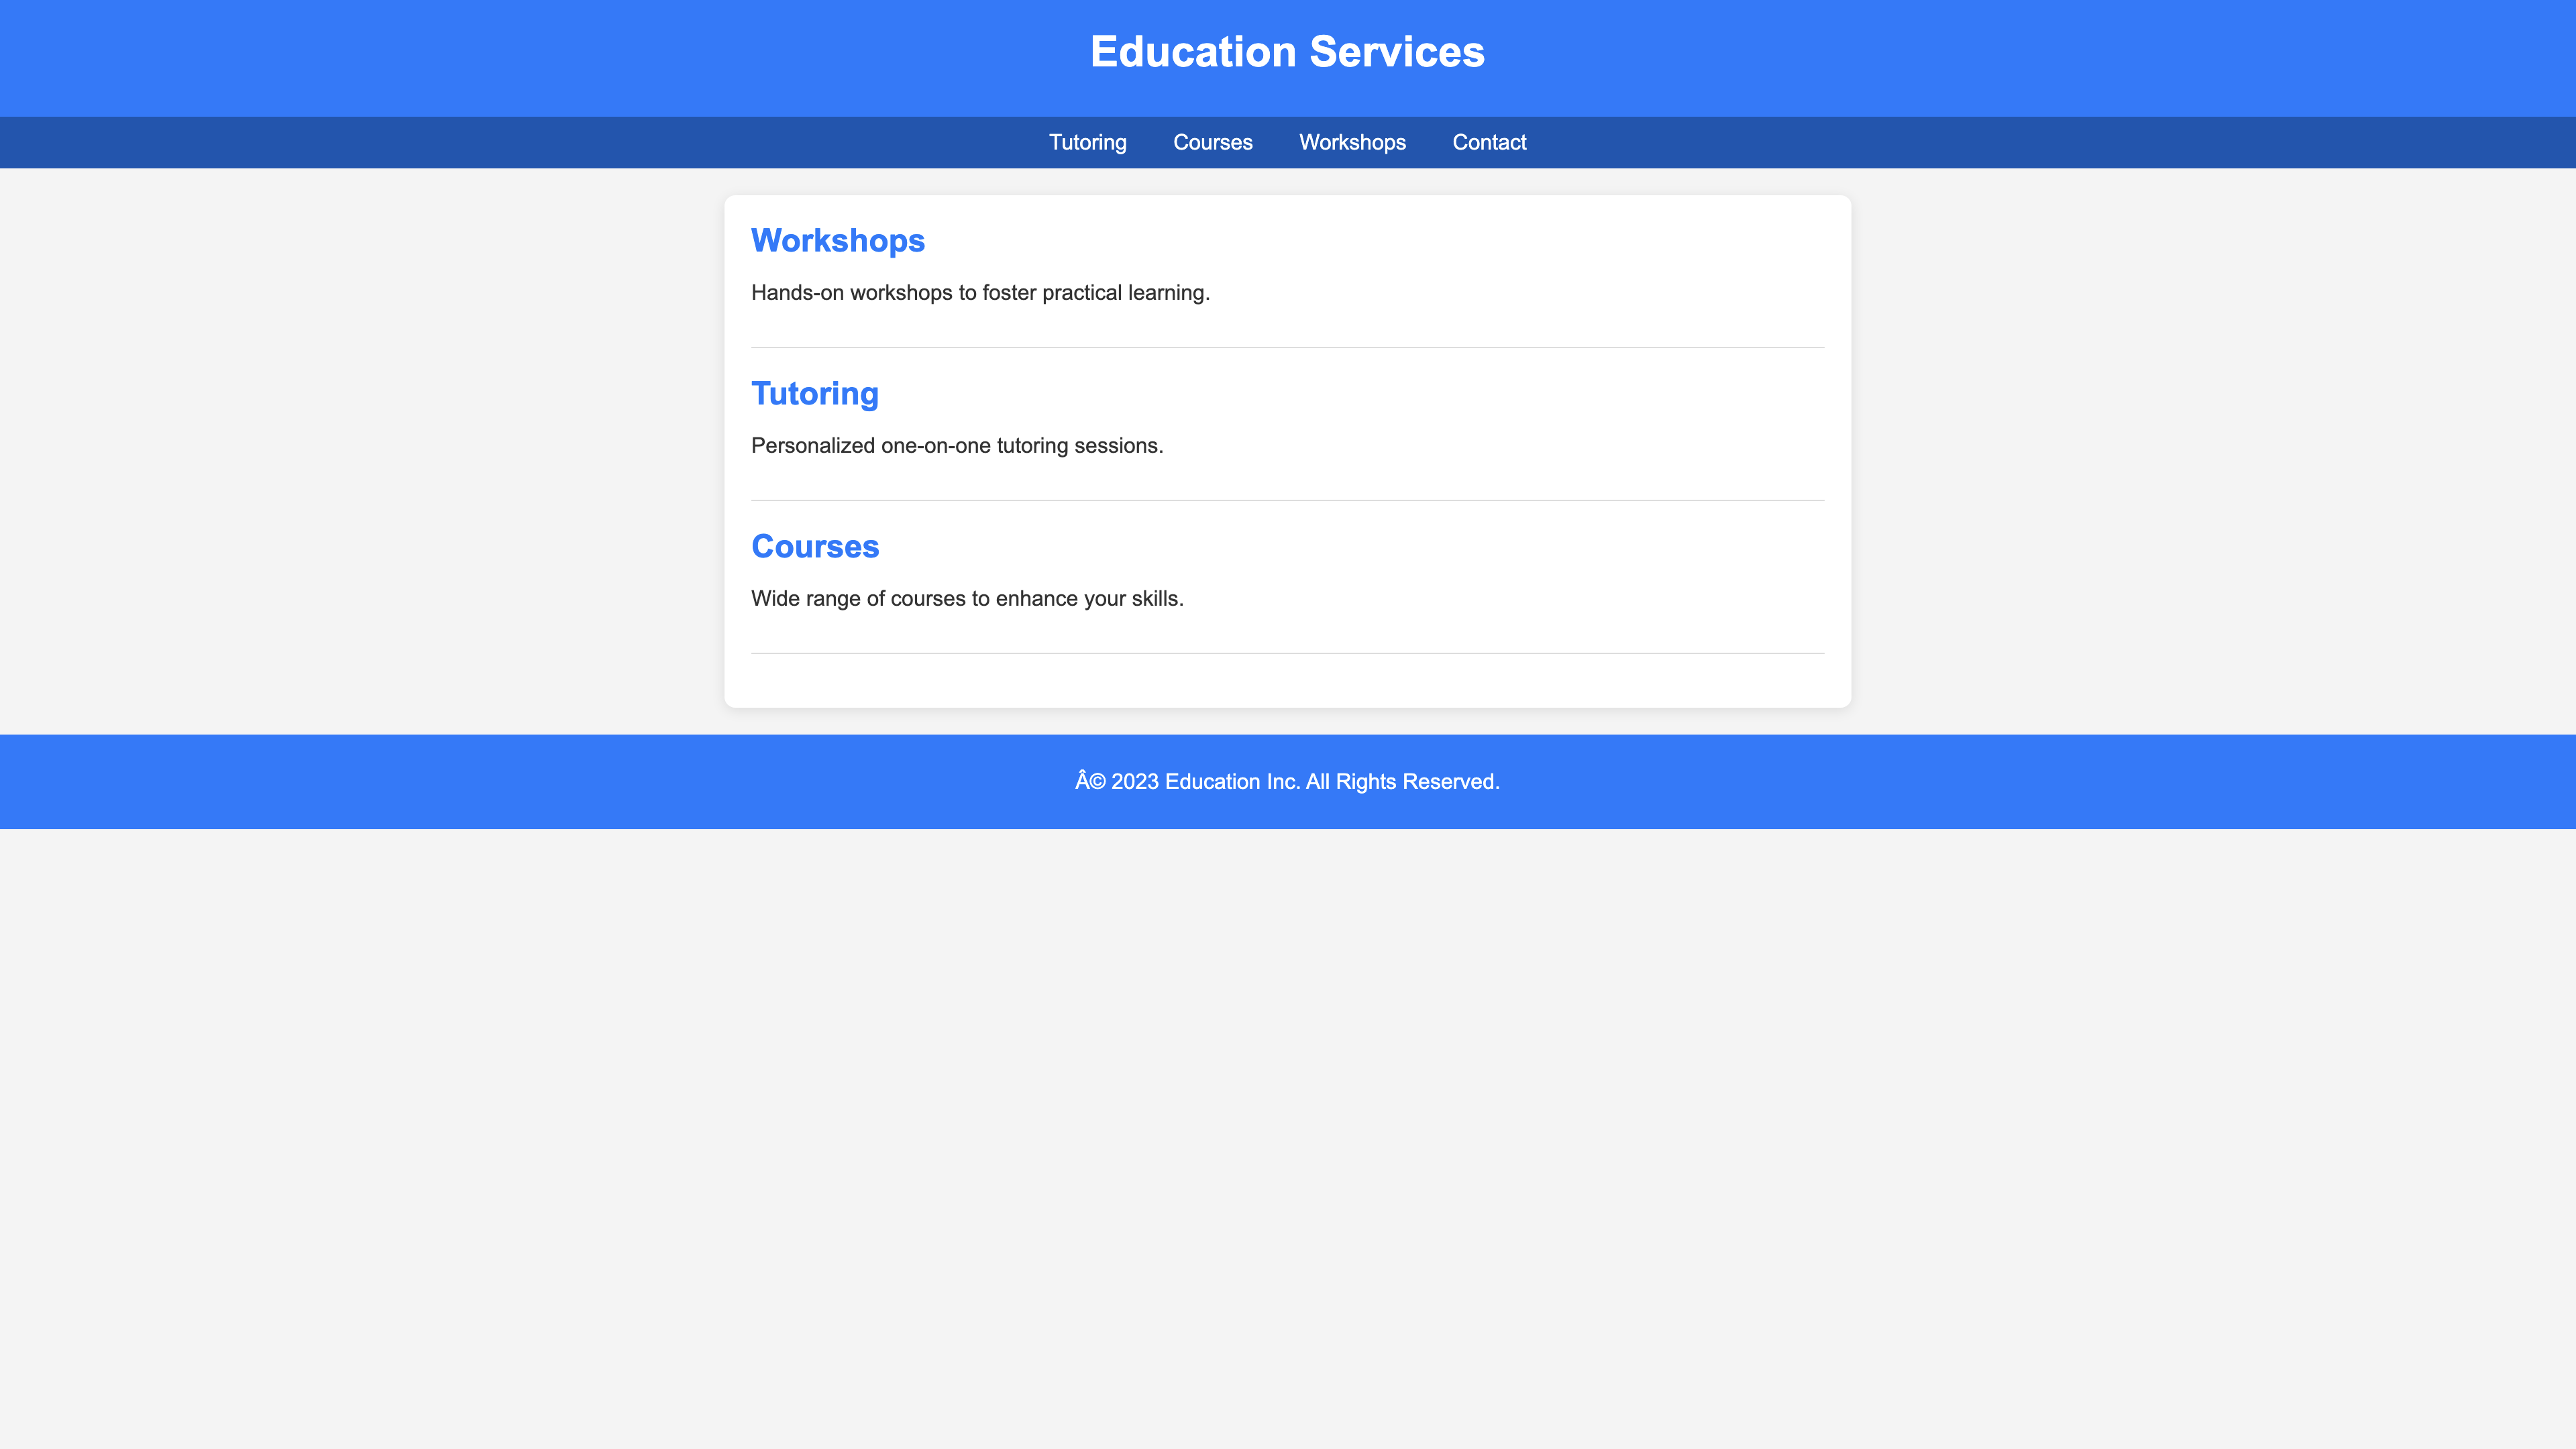 Education Services
Tutoring Courses Workshops Contact
Workshops
Hands-on workshops to foster practical learning.
Tutoring
Personalized one-on-one tutoring sessions.
Courses
Wide range of courses to enhance your skills.
Â© 2023 Education Inc. All Rights Reserved.